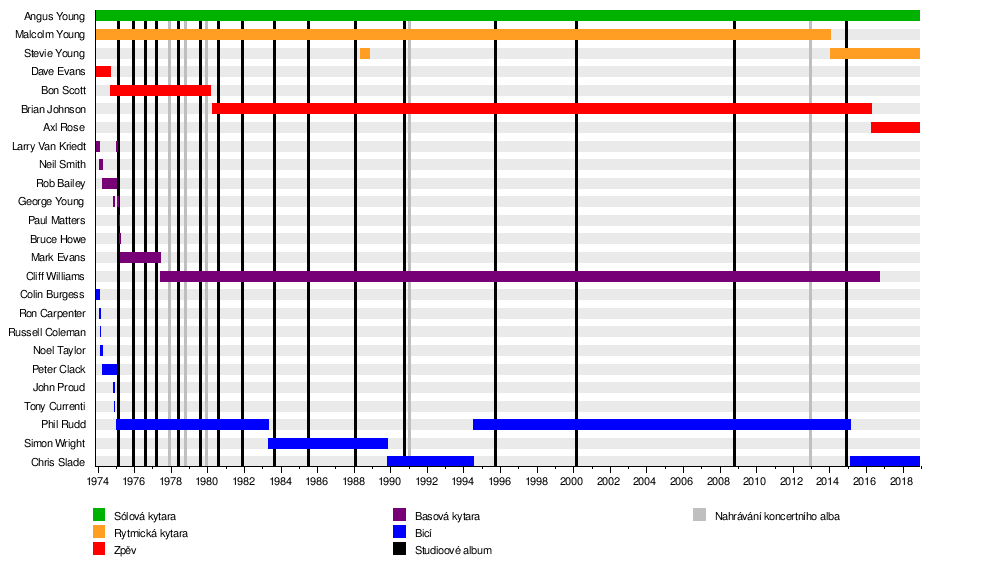 Angus Young
Malcolm Young
Stevie Young
Dave Evans
Bon Scott
Brian Johnson
Axl Rose
Larry Van Kriedt
Neil Smith
Rob Bailey
George Young
Paul Matters
Bruce Howe
Mark Evans
Cliff Williams
Colin Burgess
Ron Carpenter
Russell Coleman
Noel Taylor
Peter Clack
John Proud
Tony Currenti
Phil Rudd
Simon Wright
Chris Slade
1974 1976 1978 1980 1982 1984 1986 1988 1990 1992 1994 1996 1998 2000 2002 2004 2006 2008 2010 2012 2014 2016 2018
Sólová kytara Basová kytara Nahrávání koncertního alba
Rytmická kytara Bicí
Zpěv Studioové album